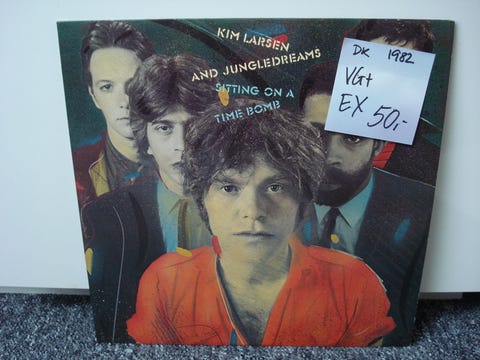 KIM LARSEN
AND JUNGLEDREAMS
SITTING ON A
TIME BOMB
DK 1982
VG+
EX 50,-